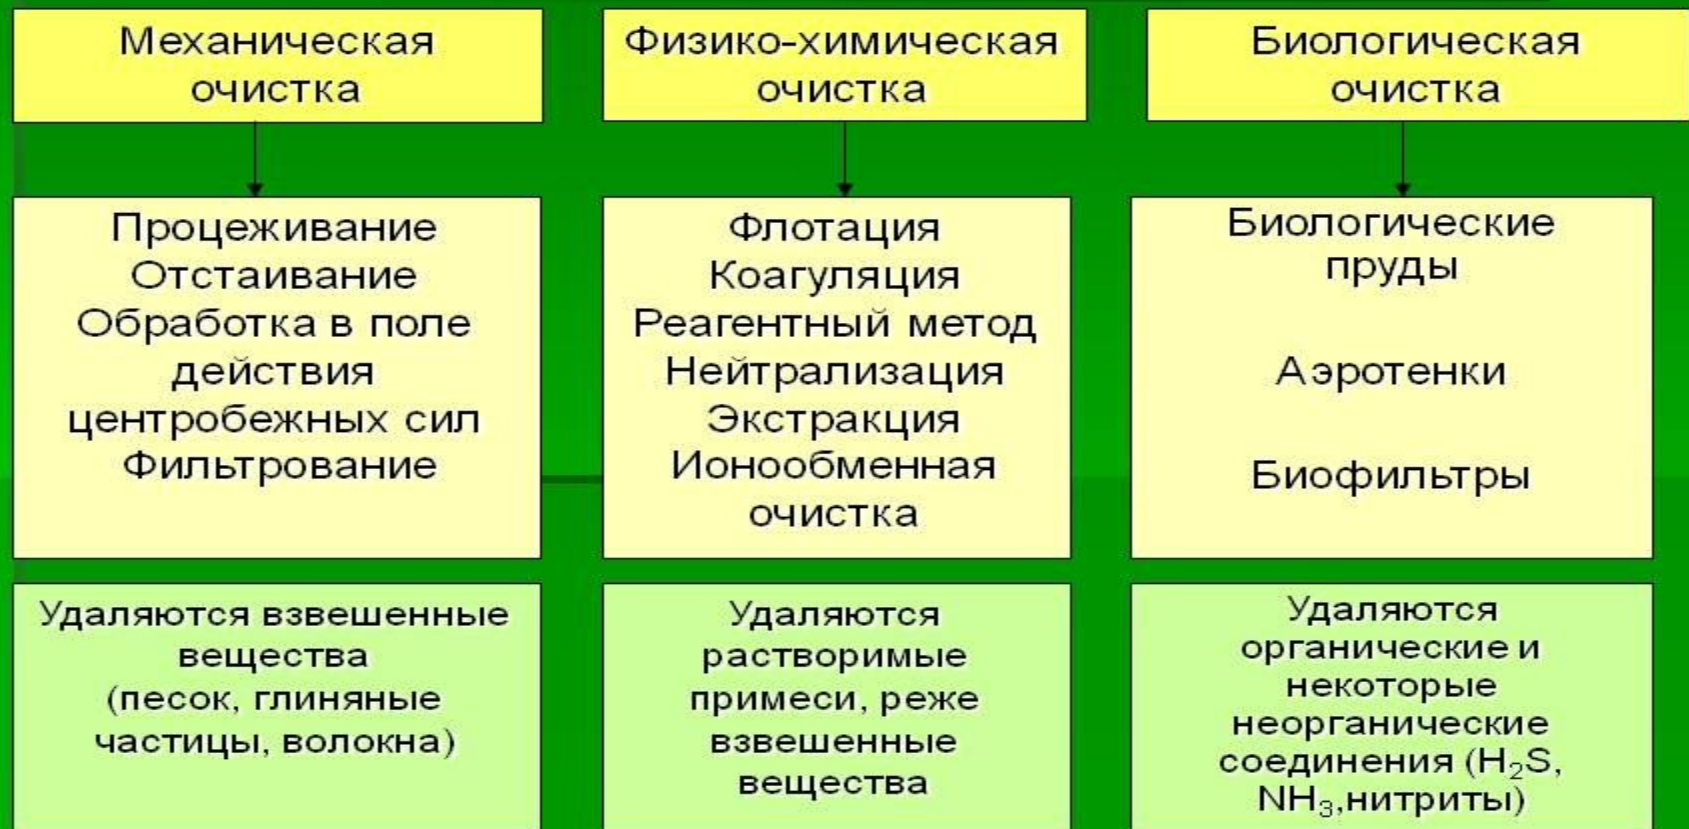 Механическая
очистка
Процеживание
Отстаивание
Обработка в поле
действия
центробежных сил
Фильтрование
Удаляются взвешенные
вещества
(песок, глиняные
частицы, волокна)
Физико-химическая
очистка
Флотация
Коагуляция
Реагентный метод
Нейтрализация
Экстракция
Ионообменная
очистка
Удаляются
растворимые
примеси, реже
взвешенные
вещества
Биологическая
очистка
Биологические
пруды
Аэротенки
Биофильтры
Удаляются
органические и
некоторые
неорганические
соединения (H₂S,
NH₃,нитриты)